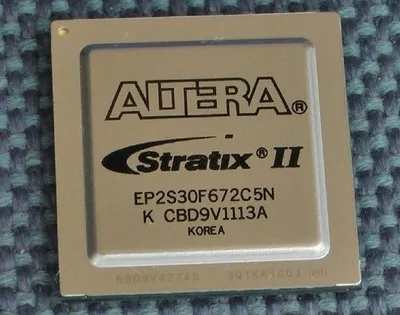 ALTERA®
Stratix® II
EP2S30F672C5N
K CBD9V1113A
KOREA